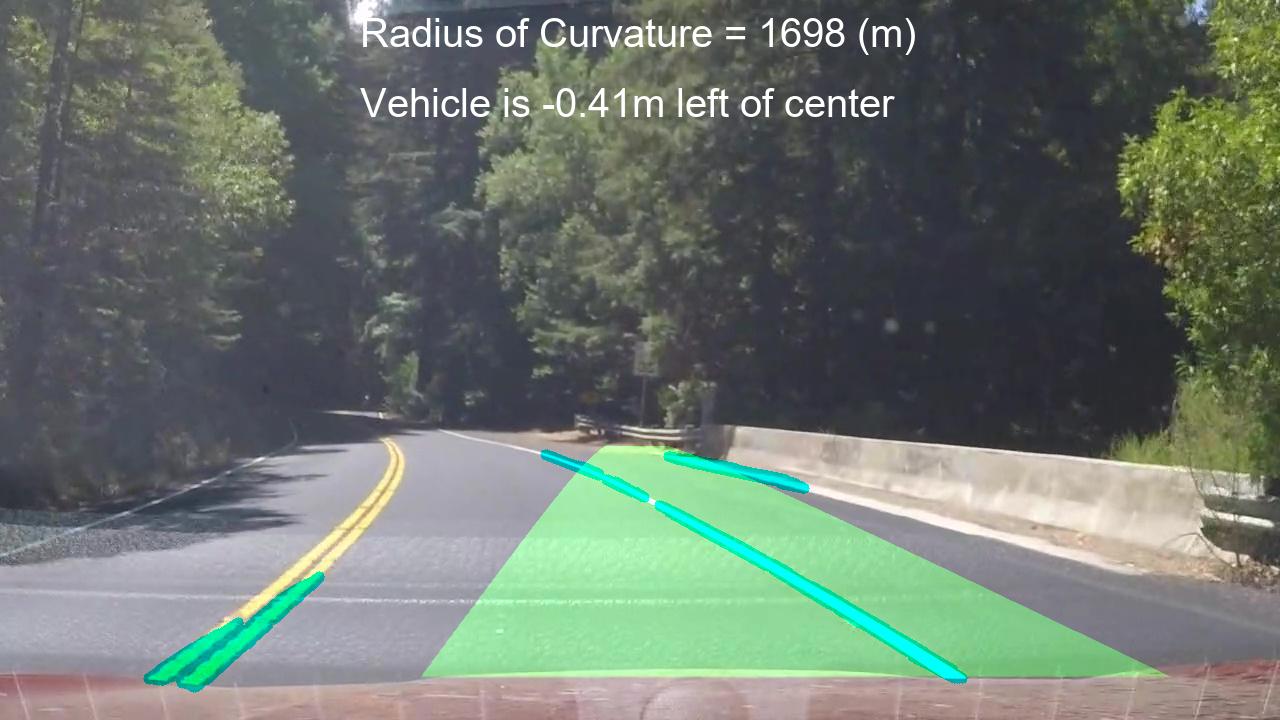 Radius of Curvature = 1698 (m)
Vehicle is -0.41m left of center